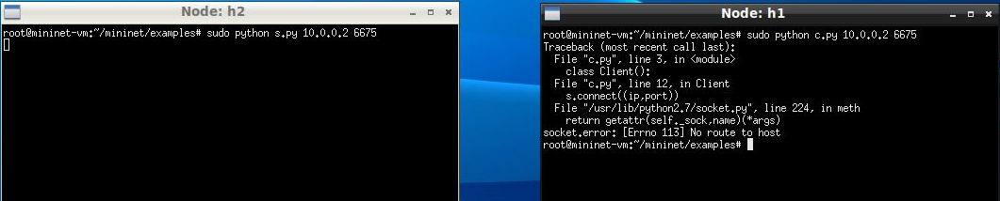 Node: h2
root@mininet-vm:~/mininet/examples# sudo python s.py 10.0.0.2 6675
Node: h1
root@mininet-vm:~/mininet/examples# sudo python c.py 10.0.0.2 6675
Traceback (most recent call last):
  File "c.py", line 3, in <module>
    class Client():
  File "c.py", line 12, in Client
    s.connect((ip,port))
  File "/usr/lib/python2.7/socket.py", line 224, in meth
    return getattr(self._sock,name)(*args)
socket.error: [Errno 113] No route to host
root@mininet-vm:~/mininet/examples#